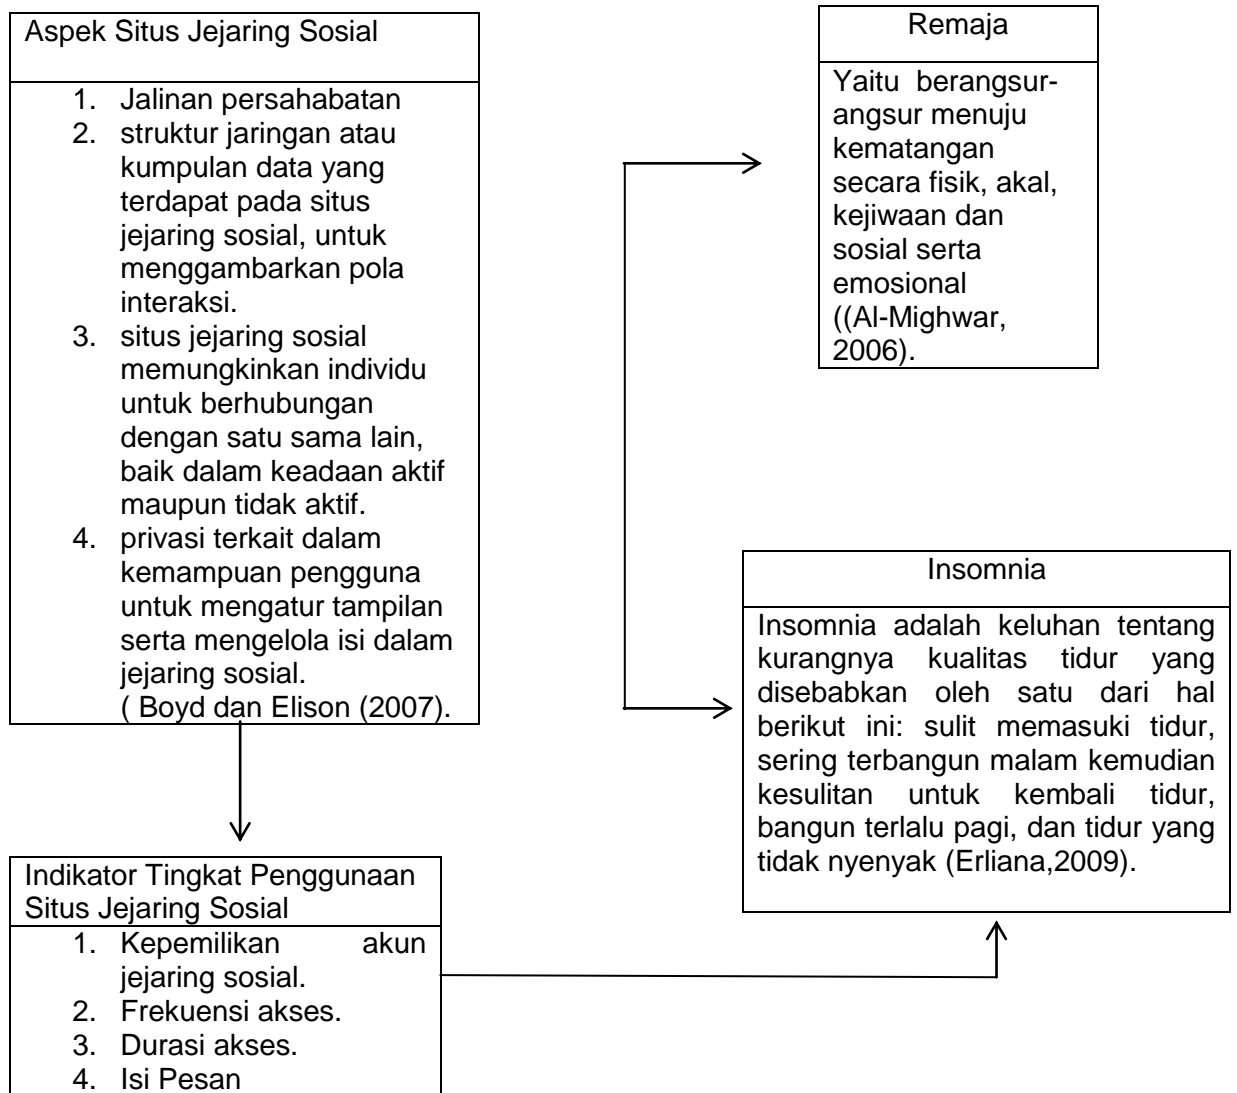 Aspek Situs Jejaring Sosial
1. Jalinan persahabatan
2. struktur jaringan atau
kumpulan data yang
terdapat pada situs
jejaring sosial, untuk
menggambarkan pola
interaksi.
3. situs jejaring sosial
memungkinkan individu
untuk berhubungan
dengan satu sama lain,
baik dalam keadaan aktif
maupun tidak aktif.
4. privasi terkait dalam
kemampuan pengguna
untuk mengatur tampilan
serta mengelola isi dalam
jejaring sosial.
( Boyd dan Elison (2007).
Indikator Tingkat Penggunaan
Situs Jejaring Sosial
1. Kepemilikan akun
jejaring sosial.
2. Frekuensi akses.
3. Durasi akses.
4. Isi Pesan
Remaja
Yaitu berangsur-
angsur menuju
kematangan
secara fisik, akal,
kejiwaan dan
sosial serta
emosional
((Al-Mighwar,
2006).
Insomnia
Insomnia adalah keluhan tentang
kurangnya kualitas tidur yang
disebabkan oleh satu dari hal
berikut ini: sulit memasuki tidur,
sering terbangun malam kemudian
kesulitan untuk kembali tidur,
bangun terlalu pagi, dan tidur yang
tidak nyenyak (Erliana,2009).